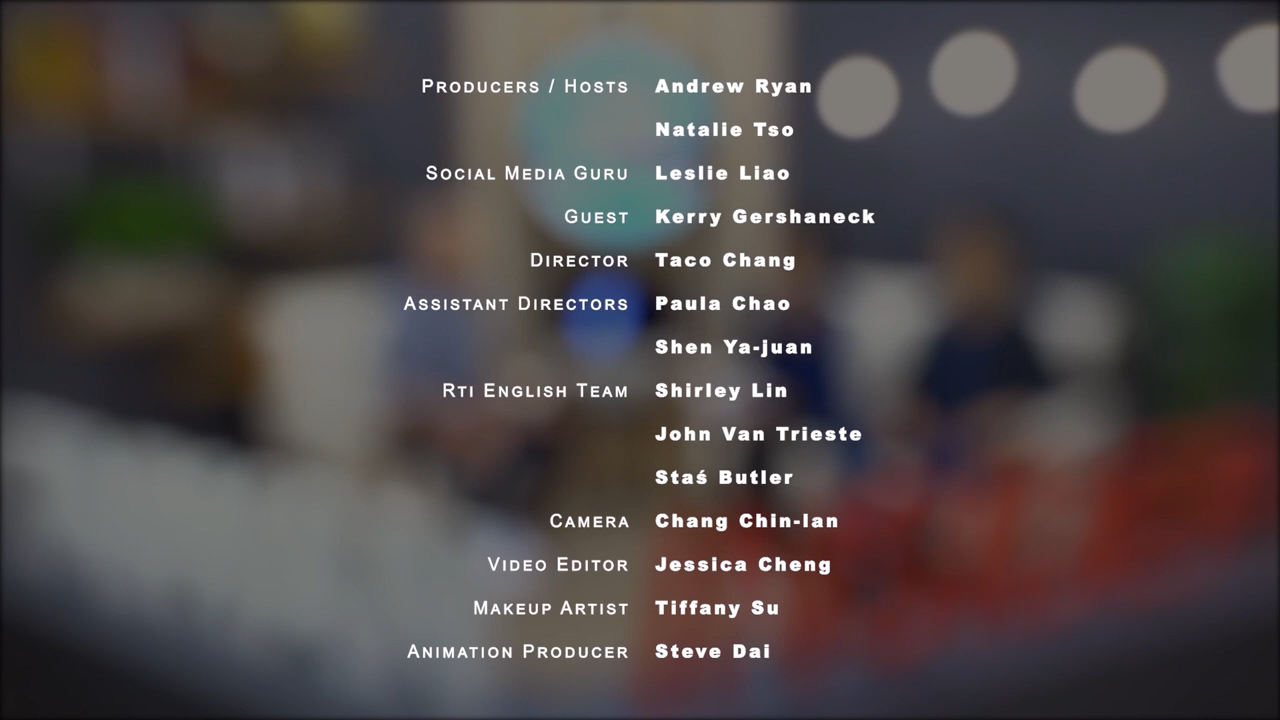 Producers / Hosts Andrew Ryan
Natalie Tso
Social Media Guru Leslie Liao
Guest Kerry Gershaneck
Director Taco Chang
Assistant Directors Paula Chao
Shen Ya-juan
Rti English Team Shirley Lin
John Van Trieste
Staś Butler
Camera Chang Chin-lan
Video Editor Jessica Cheng
Makeup Artist Tiffany Su
Animation Producer Steve Dai